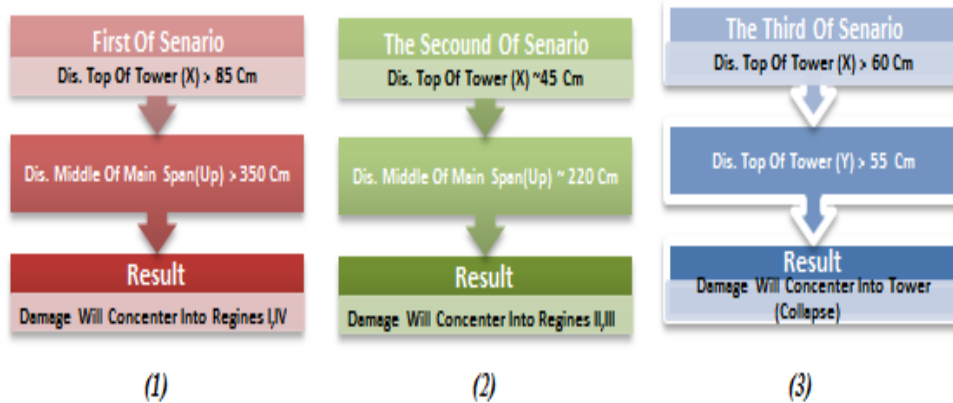 First Of Senario
Dis. Top Of Tower (X) > 85 Cm
Dis. Middle Of Main Span(Up) > 350 Cm
Result
Damage Will Concenter Into Regines I,IV
(1)
The Secound Of Senario
Dis. Top Of Tower (X) ~45 Cm
Dis. Middle Of Main Span(Up) ~ 220 Cm
Result
Damage Will Concenter Into Regines II,III
(2)
The Third Of Senario
Dis. Top Of Tower (X) > 60 Cm
Dis. Top Of Tower (Y) > 55 Cm
Result
Damage Will Concenter Into Tower
(Collapse)
(3)